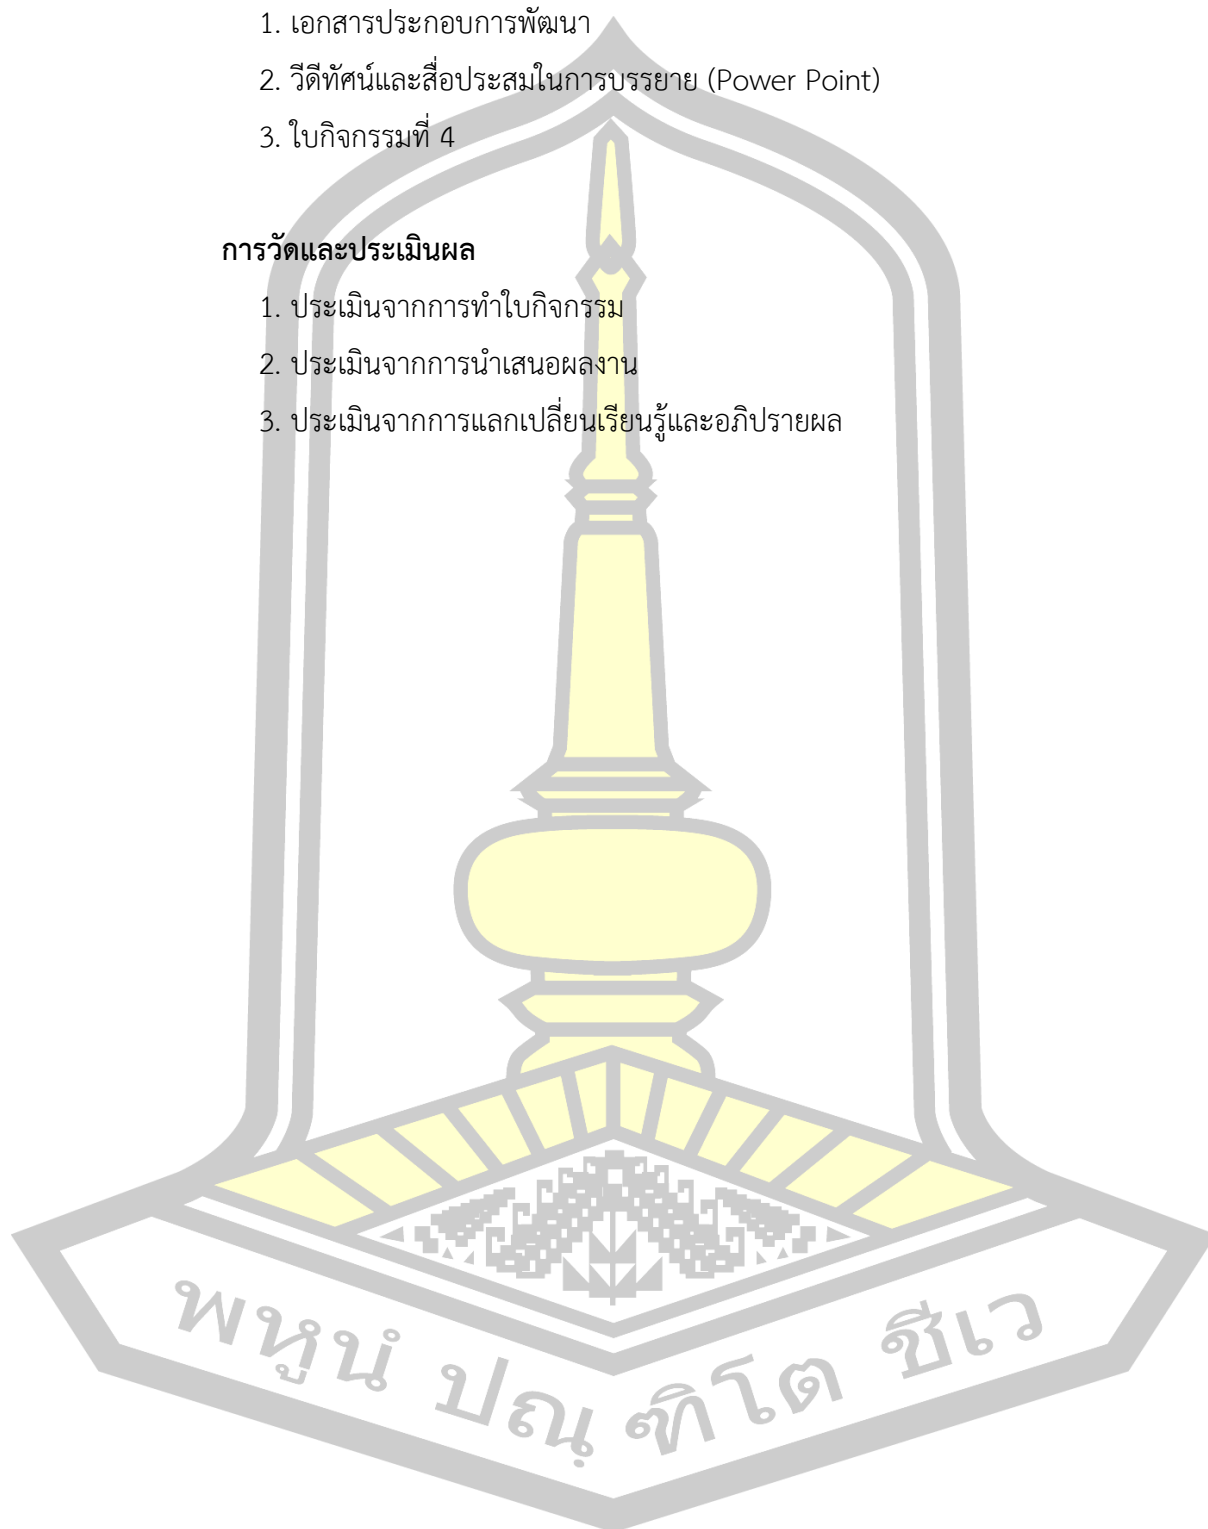 1. เอกสารประกอบการพัฒนา
2. วีดีทัศน์และสื่อประสมในการบรรยาย (Power Point)
3. ใบกิจกรรมที่ 4
การวัดและประเมินผล
1. ประเมินจากการทำใบกิจกรรม
2. ประเมินจากการนำเสนอผลงาน
3. ประเมินจากการแลกเปลี่ยนเรียนรู้และอภิปรายผล
พหูนํ ปณฺ ฑิโต ชีเว